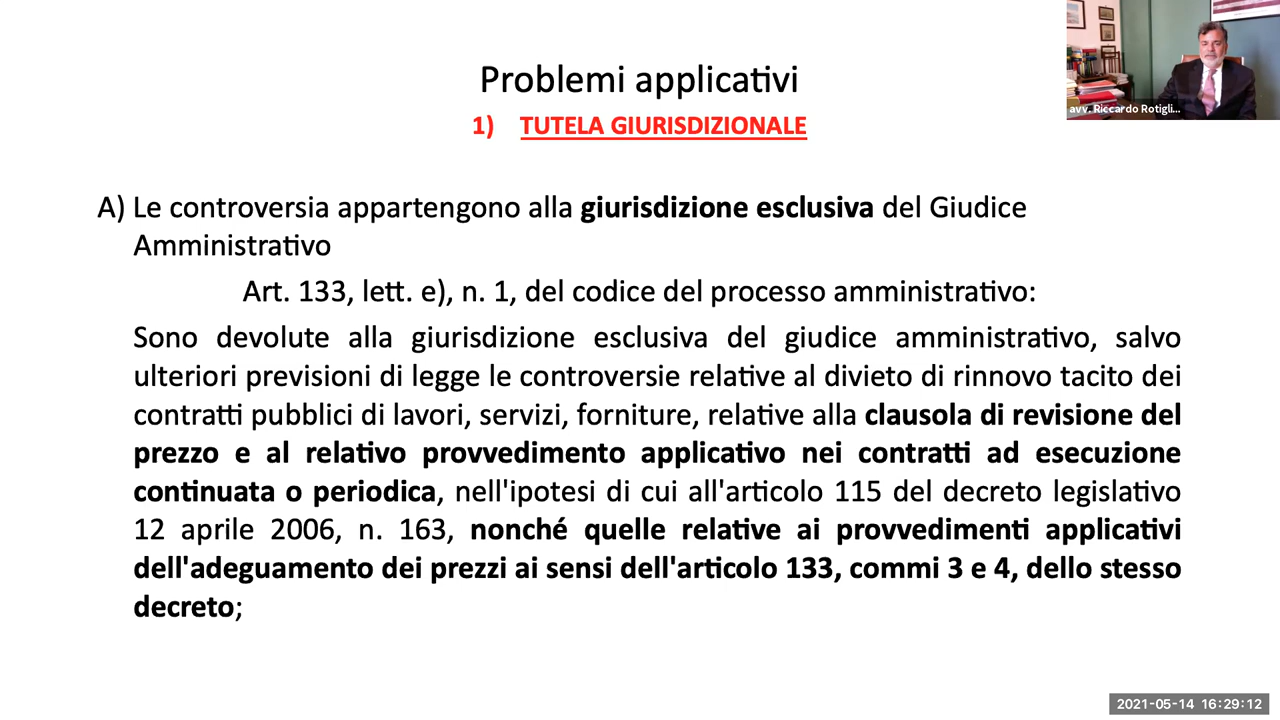 Problemi applicativi
1) TUTELA GIURISDIZIONALE
avv. Riccardo Rotigli...
A) Le controversia appartengono alla giurisdizione esclusiva del Giudice
Amministrativo
Art. 133, lett. e), n. 1, del codice del processo amministrativo:
Sono devolute alla giurisdizione esclusiva del giudice amministrativo, salvo
ulteriori previsioni di legge le controversie relative al divieto di rinnovo tacito dei
contratti pubblici di lavori, servizi, forniture, relative alla clausola di revisione del
prezzo e al relativo provvedimento applicativo nei contratti ad esecuzione
continuata o periodica, nell'ipotesi di cui all'articolo 115 del decreto legislativo
12 aprile 2006, n. 163, nonché quelle relative ai provvedimenti applicativi
dell'adeguamento dei prezzi ai sensi dell'articolo 133, commi 3 e 4, dello stesso
decreto;
2021-05-14 16:29:12